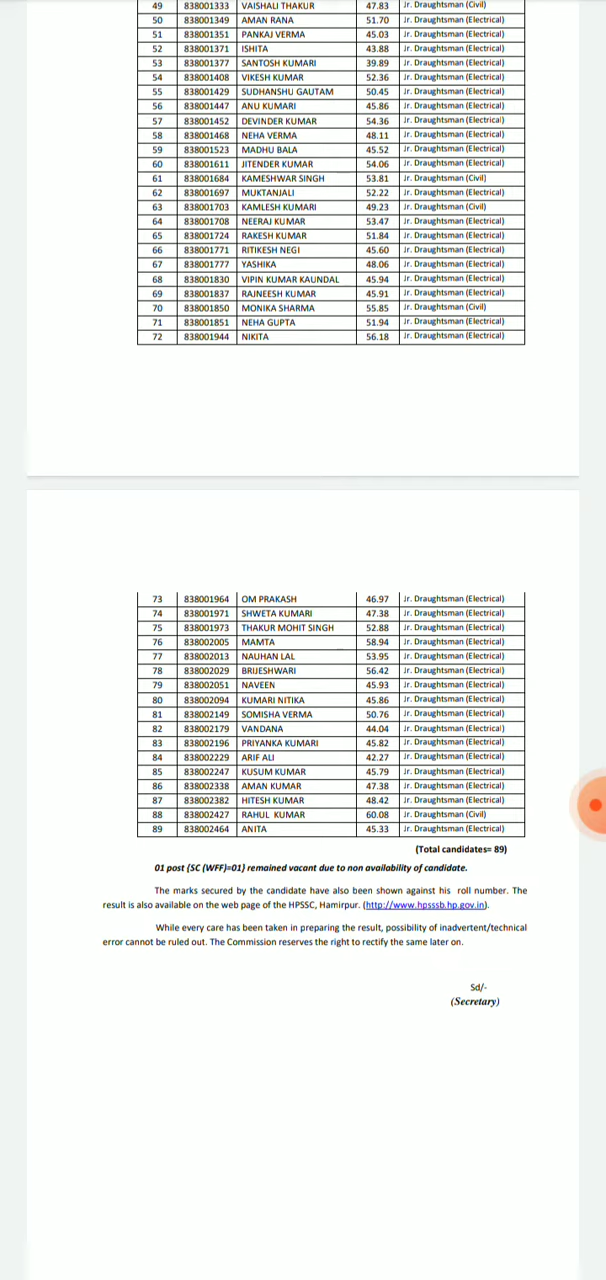 49 838001333 VAISHALI THAKUR 47.83 Jr. Draughtsman (Civil)
50 838001349 AMAN RANA 51.70 Jr. Draughtsman (Electrical)
51 838001351 PANKAJ VERMA 45.03 Jr. Draughtsman (Electrical)
52 838001371 ISHITA 43.88 Jr. Draughtsman (Electrical)
53 838001377 SANTOSH KUMARI 39.89 Jr. Draughtsman (Electrical)
54 838001408 VIKESH KUMAR 52.36 Jr. Draughtsman (Electrical)
55 838001429 SUDHANSHU GAUTAM 50.45 Jr. Draughtsman (Electrical)
56 838001447 ANU KUMARI 45.86 Jr. Draughtsman (Electrical)
57 838001452 DEVINDER KUMAR 54.36 Jr. Draughtsman (Electrical)
58 838001468 NEHA VERMA 48.11 Jr. Draughtsman (Electrical)
59 838001523 MADHU BALA 45.52 Jr. Draughtsman (Electrical)
60 838001611 JITENDER KUMAR 54.06 Jr. Draughtsman (Electrical)
61 838001684 KAMESHWAR SINGH 53.81 Jr. Draughtsman (Civil)
62 838001697 MUKTANJALI 52.22 Jr. Draughtsman (Electrical)
63 838001703 KAMLESH KUMARI 49.23 Jr. Draughtsman (Civil)
64 838001708 NEERAJ KUMAR 53.47 Jr. Draughtsman (Electrical)
65 838001724 RAKESH KUMAR 51.84 Jr. Draughtsman (Electrical)
66 838001771 RITIKESH NEGI 45.60 Jr. Draughtsman (Electrical)
67 838001777 YASHIKA 48.06 Jr. Draughtsman (Electrical)
68 838001830 VIPIN KUMAR KAUNDAL 45.94 Jr. Draughtsman (Electrical)
69 838001837 RAJNEESH KUMAR 45.91 Jr. Draughtsman (Electrical)
70 838001850 MONIKA SHARMA 55.85 Jr. Draughtsman (Civil)
71 838001851 NEHA GUPTA 51.94 Jr. Draughtsman (Electrical)
72 838001944 NIKITA 56.18 Jr. Draughtsman (Electrical)
73 838001964 OM PRAKASH 46.97 Jr. Draughtsman (Electrical)
74 838001971 SHWETA KUMARI 47.38 Jr. Draughtsman (Electrical)
75 838001973 THAKUR MOHIT SINGH 52.88 Jr. Draughtsman (Electrical)
76 838002005 MAMTA 58.94 Jr. Draughtsman (Electrical)
77 838002013 NAUHAN LAL 53.95 Jr. Draughtsman (Electrical)
78 838002029 BRIJESHWARI 56.42 Jr. Draughtsman (Electrical)
79 838002051 NAVEEN 45.93 Jr. Draughtsman (Electrical)
80 838002094 KUMARI NITIKA 45.86 Jr. Draughtsman (Electrical)
81 838002149 SOMISHA VERMA 50.76 Jr. Draughtsman (Electrical)
82 838002179 VANDANA 44.04 Jr. Draughtsman (Electrical)
83 838002196 PRIYANKA KUMARI 45.82 Jr. Draughtsman (Electrical)
84 838002229 ARIF ALI 42.27 Jr. Draughtsman (Electrical)
85 838002247 KUSUM KUMAR 45.79 Jr. Draughtsman (Electrical)
86 838002338 AMAN KUMAR 47.38 Jr. Draughtsman (Electrical)
87 838002382 HITESH KUMAR 48.42 Jr. Draughtsman (Electrical)
88 838002427 RAHUL KUMAR 60.08 Jr. Draughtsman (Civil)
89 838002464 ANITA 45.33 Jr. Draughtsman (Electrical)
(Total candidates= 89)
01 post {SC (WFF)=01} remained vacant due to non availability of candidate.
The marks secured by the candidate have also been shown against his roll number. The
result is also available on the web page of the HPSSC, Hamirpur. (http://www.hpsssb.hp.gov.in).
While every care has been taken in preparing the result, possibility of inadvertent/technical
error cannot be ruled out. The Commission reserves the right to rectify the same later on.
Sd/-
(Secretary)